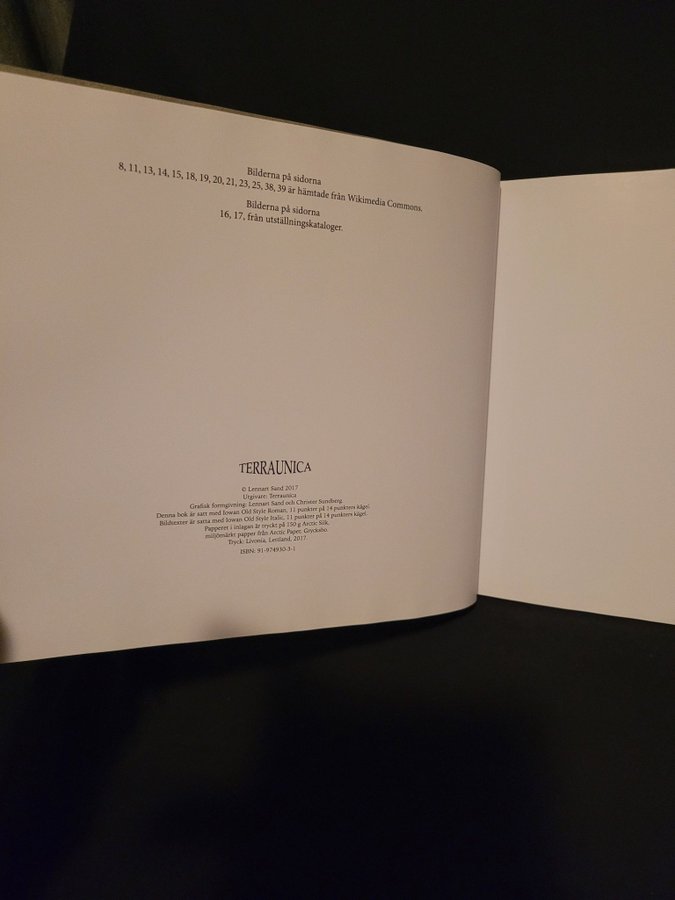 Bilderna på sidorna
8, 11, 13, 14, 15, 18, 19, 20, 21, 23, 25, 38, 39 är hämtade från Wikimedia Commons.
Bilderna på sidorna
16, 17, från utställningskataloger.
TERRAUNICA
© Lennart Sand 2017
Utgivare: Terraunica
Grafisk formgivning: Lennart Sand och Christer Sundberg.
Denna bok är satt med Iowan Old Style Roman, 11 punkter på 14 punkters kägel.
Bildtexter är satta med Iowan Old Style Italic, 11 punkter på 14 punkters kägel.
Papperet i inlagan är tryckt på 150 g Arctic Silk,
miljömärkt papper från Arctic Paper, Grycksbo.
Tryck: Livonia, Lettland, 2017.
ISBN: 91-974930-3-1